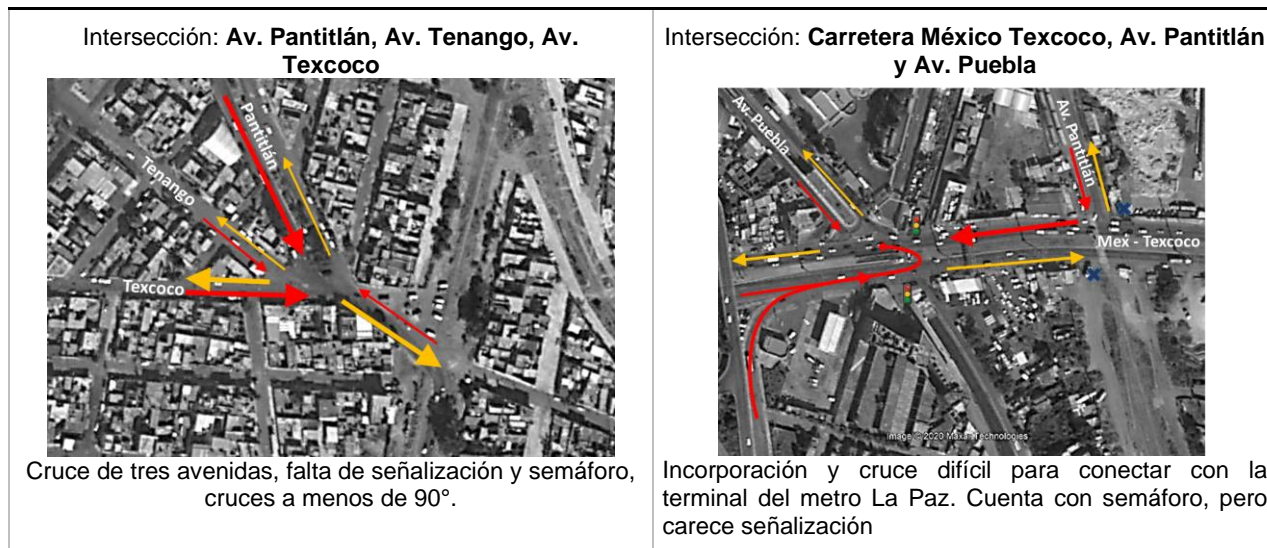 Intersección: Av. Pantitlán, Av. Tenango, Av.
Texcoco
Pantitlán
Tenango
Texcoco
Cruce de tres avenidas, falta de señalización y semáforo,
cruces a menos de 90°.
Intersección: Carretera México Texcoco, Av. Pantitlán
y Av. Puebla
Av. Puebla
Av. Pantitlán
Mex - Texcoco
Image © 2020 Maxar Technologies
Incorporación y cruce difícil para conectar con la
terminal del metro La Paz. Cuenta con semáforo, pero
carece señalización